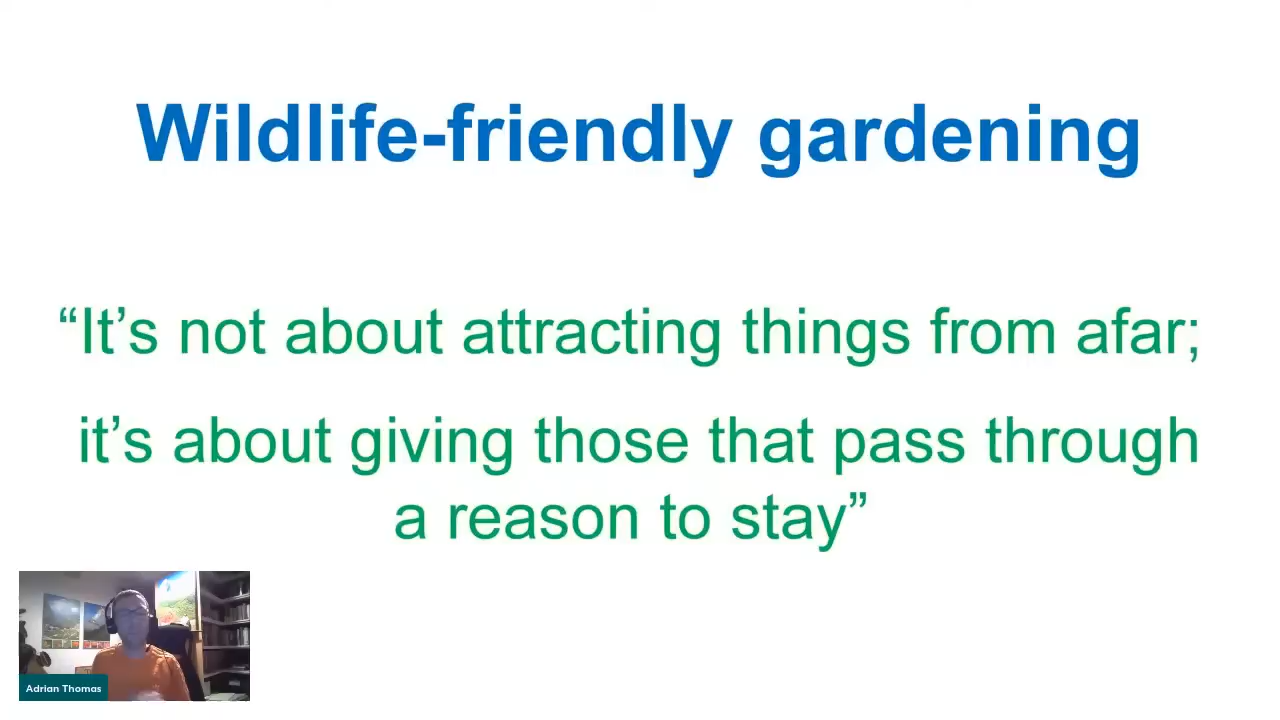 Wildlife-friendly gardening
“It’s not about attracting things from afar;
it’s about giving those that pass through
a reason to stay”
Adrian Thomas